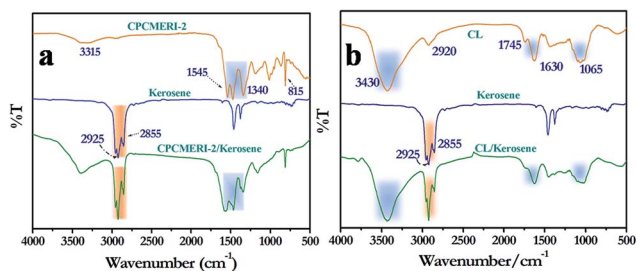 a
CPCMERI-2
3315
1545
1340
815
Kerosene
2925
2855
CPCMERI-2/Kerosene
%T
4000 3500 3000 2500 2000 1500 1000 500
Wavenumber (cm⁻¹)
b
CL
2920
1745
3430
1630
1065
Kerosene
2925
2855
CL/Kerosene
%T
4000 3500 3000 2500 2000 1500 1000 500
Wavenumber/cm⁻¹